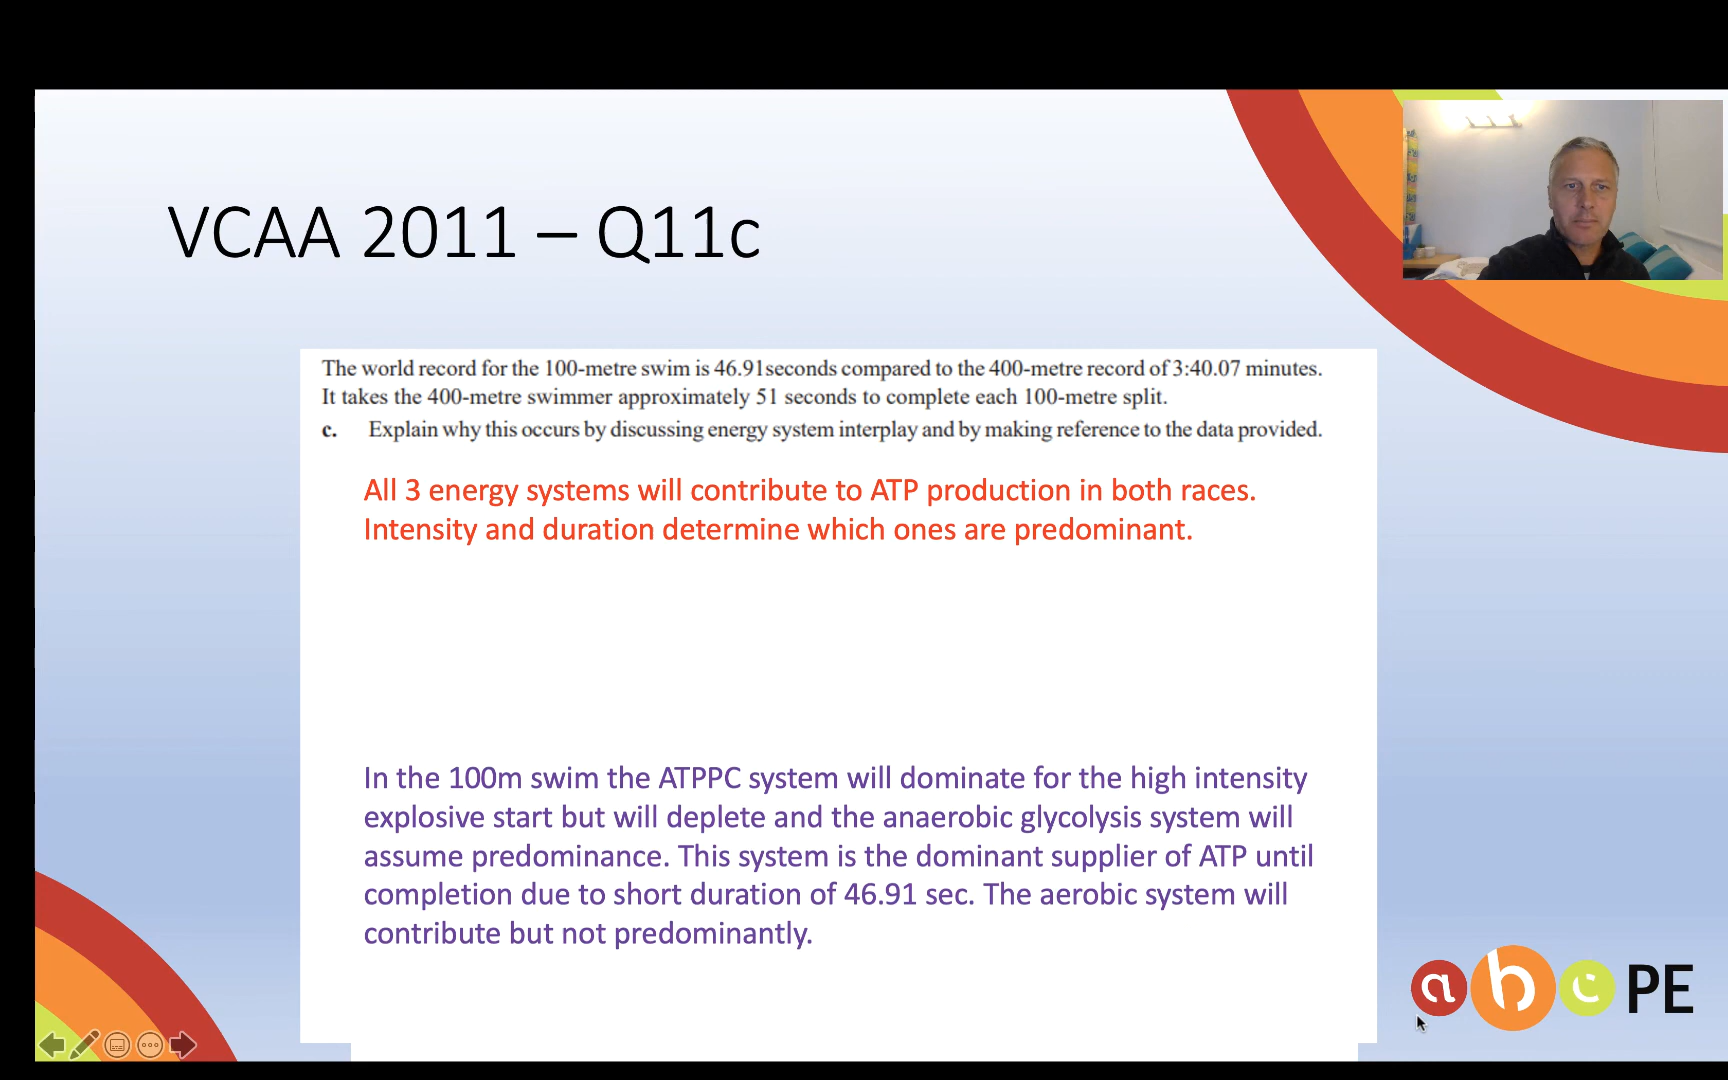 VCAA 2011 – Q11c
The world record for the 100-metre swim is 46.91seconds compared to the 400-metre record of 3:40.07 minutes.
It takes the 400-metre swimmer approximately 51 seconds to complete each 100-metre split.
c. Explain why this occurs by discussing energy system interplay and by making reference to the data provided.
All 3 energy systems will contribute to ATP production in both races.
Intensity and duration determine which ones are predominant.
In the 100m swim the ATPPC system will dominate for the high intensity
explosive start but will deplete and the anaerobic glycolysis system will
assume predominance. This system is the dominant supplier of ATP until
completion due to short duration of 46.91 sec. The aerobic system will
contribute but not predominantly.
a b c PE